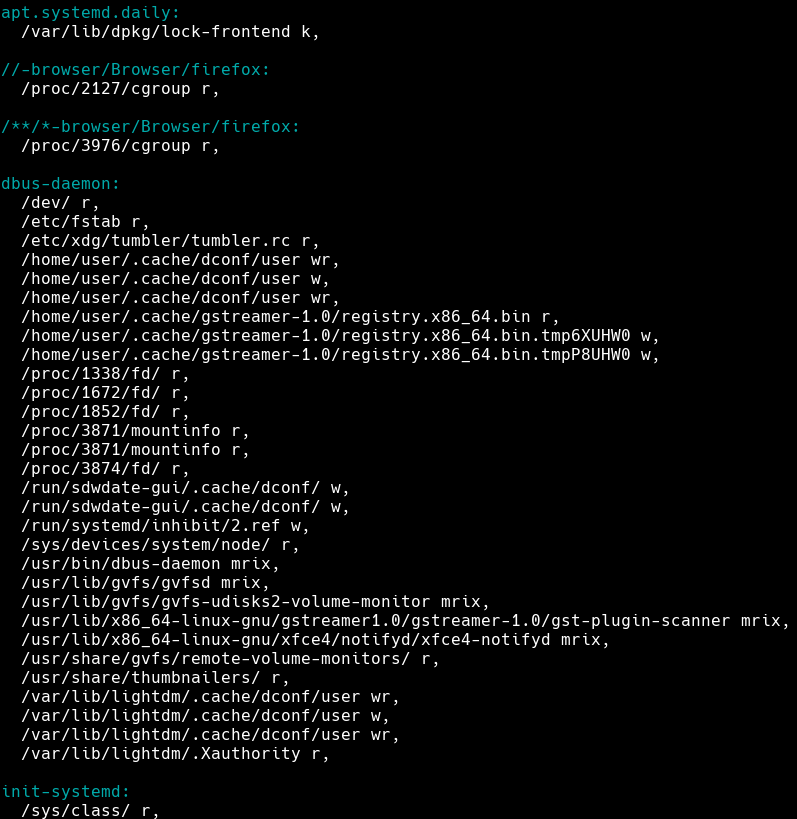 apt.systemd.daily:
  /var/lib/dpkg/lock-frontend k,

//-browser/Browser/firefox:
  /proc/2127/cgroup r,

/**/*-browser/Browser/firefox:
  /proc/3976/cgroup r,

dbus-daemon:
  /dev/ r,
  /etc/fstab r,
  /etc/xdg/tumbler/tumbler.rc r,
  /home/user/.cache/dconf/user wr,
  /home/user/.cache/dconf/user w,
  /home/user/.cache/dconf/user wr,
  /home/user/.cache/gstreamer-1.0/registry.x86_64.bin r,
  /home/user/.cache/gstreamer-1.0/registry.x86_64.bin.tmp6XUHW0 w,
  /home/user/.cache/gstreamer-1.0/registry.x86_64.bin.tmpP8UHW0 w,
  /proc/1338/fd/ r,
  /proc/1672/fd/ r,
  /proc/1852/fd/ r,
  /proc/3871/mountinfo r,
  /proc/3871/mountinfo r,
  /proc/3874/fd/ r,
  /run/sdwdate-gui/.cache/dconf/ w,
  /run/sdwdate-gui/.cache/dconf/ w,
  /run/systemd/inhibit/2.ref w,
  /sys/devices/system/node/ r,
  /usr/bin/dbus-daemon mrix,
  /usr/lib/gvfs/gvfsd mrix,
  /usr/lib/gvfs/gvfs-udisks2-volume-monitor mrix,
  /usr/lib/x86_64-linux-gnu/gstreamer1.0/gstreamer-1.0/gst-plugin-scanner mrix,
  /usr/lib/x86_64-linux-gnu/xfce4/notifyd/xfce4-notifyd mrix,
  /usr/share/gvfs/remote-volume-monitors/ r,
  /usr/share/thumbnailers/ r,
  /var/lib/lightdm/.cache/dconf/user wr,
  /var/lib/lightdm/.cache/dconf/user w,
  /var/lib/lightdm/.cache/dconf/user wr,
  /var/lib/lightdm/.Xauthority r,

init-systemd:
  /sys/class/ r,